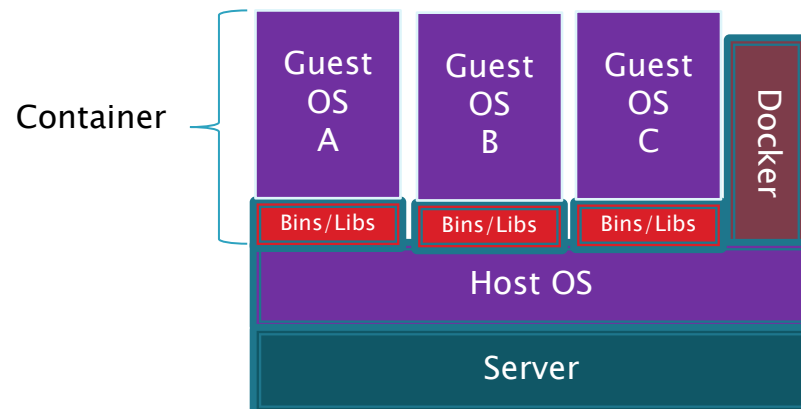 Container
Guest
OS
A
Guest
OS
B
Guest
OS
C
Docker
Bins/Libs
Bins/Libs
Bins/Libs
Host OS
Server